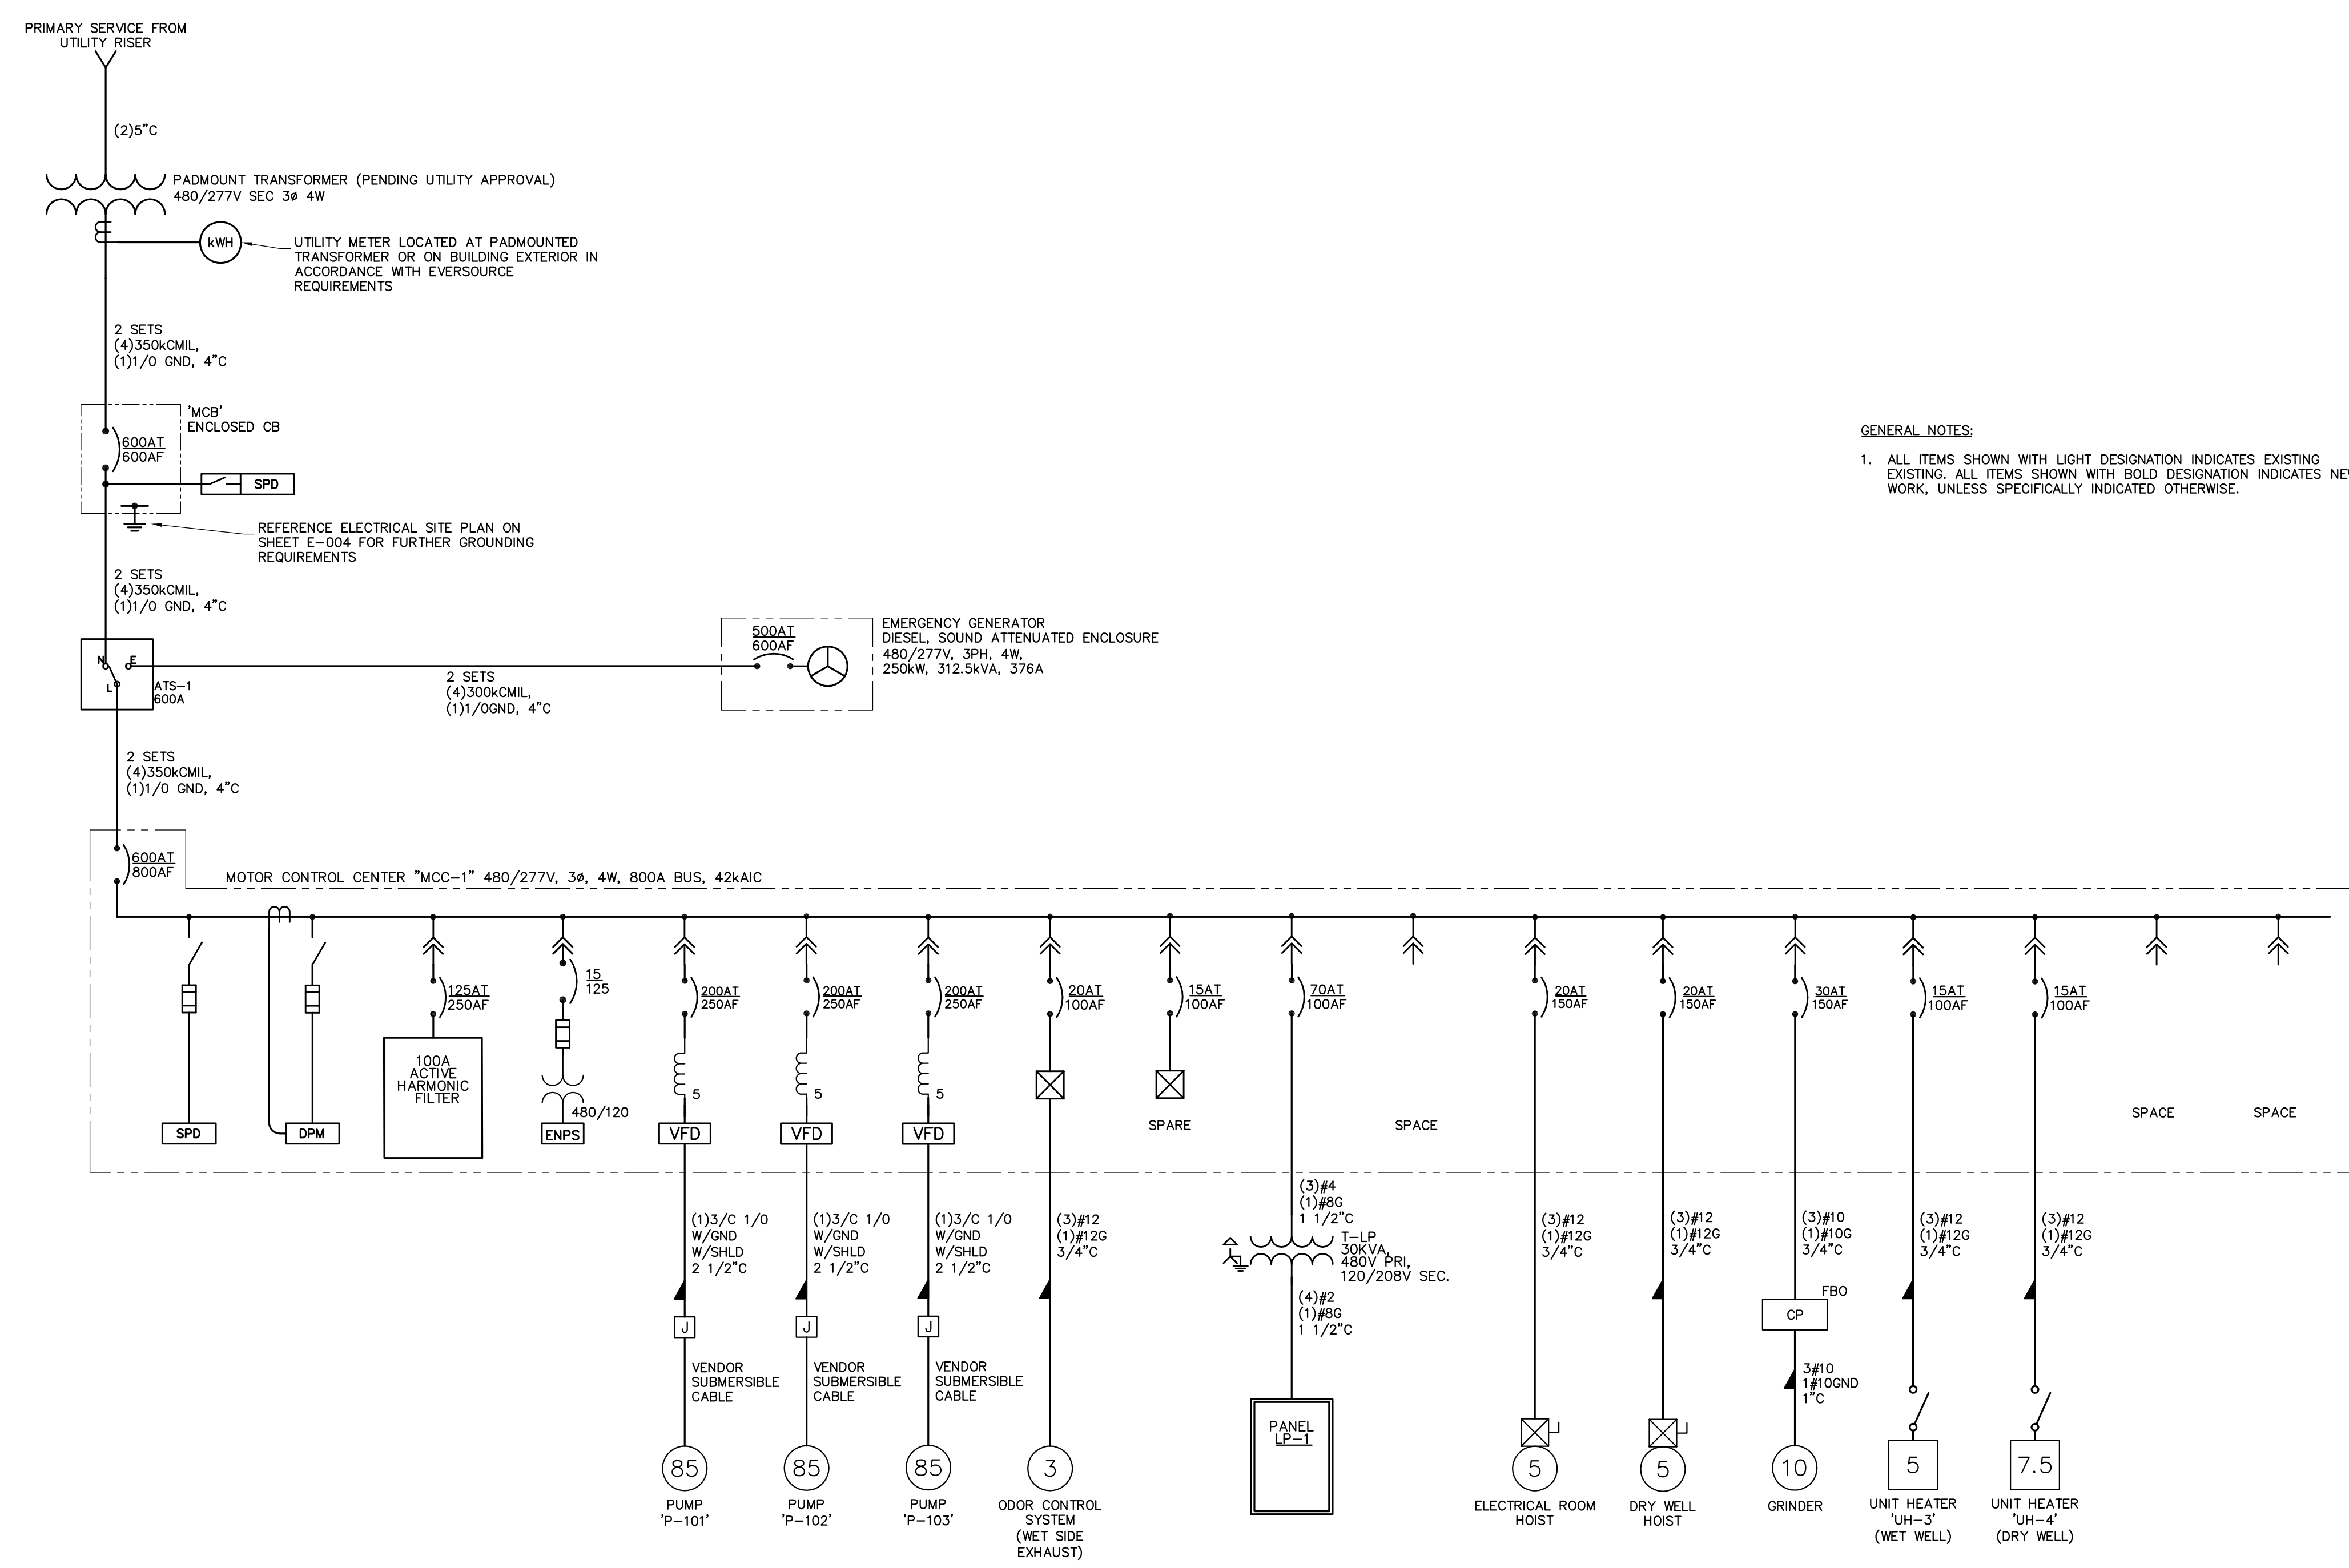 PRIMARY SERVICE FROM
UTILITY RISER
(2)5"C
PADMOUNT TRANSFORMER (PENDING UTILITY APPROVAL)
480/277V SEC 3ø 4W
kWH
UTILITY METER LOCATED AT PADMOUNTED
TRANSFORMER OR ON BUILDING EXTERIOR IN
ACCORDANCE WITH EVERSOURCE
REQUIREMENTS
2 SETS
(4)350kCMIL,
(1)1/0 GND, 4"C
'MCB'
ENCLOSED CB
600AT
600AF
SPD
REFERENCE ELECTRICAL SITE PLAN ON
SHEET E-004 FOR FURTHER GROUNDING
REQUIREMENTS
GENERAL NOTES:
1. ALL ITEMS SHOWN WITH LIGHT DESIGNATION INDICATES EXISTING
EXISTING. ALL ITEMS SHOWN WITH BOLD DESIGNATION INDICATES
WORK, UNLESS SPECIFICALLY INDICATED OTHERWISE.
2 SETS
(4)350kCMIL,
(1)1/0 GND, 4"C
N
E
L
ATS-1
600A
2 SETS
(4)300kCMIL,
(1)1/0GND, 4"C
500AT
600AF
EMERGENCY GENERATOR
DIESEL, SOUND ATTENUATED ENCLOSURE
480/277V, 3PH, 4W,
250kW, 312.5kVA, 376A
2 SETS
(4)350kCMIL,
(1)1/0 GND, 4"C
600AT
800AF
MOTOR CONTROL CENTER "MCC-1" 480/277V, 3ø, 4W, 800A BUS, 42kAIC
SPD
DPM
125AT
250AF
100A
ACTIVE
HARMONIC
FILTER
15
125
480/120
ENPS
200AT
250AF
5
VFD
(1)3/C 1/0
W/GND
W/SHLD
2 1/2"C
J
VENDOR
SUBMERSIBLE
CABLE
85
PUMP
'P-101'
200AT
250AF
5
VFD
(1)3/C 1/0
W/GND
W/SHLD
2 1/2"C
J
VENDOR
SUBMERSIBLE
CABLE
85
PUMP
'P-102'
200AT
250AF
5
VFD
(1)3/C 1/0
W/GND
W/SHLD
2 1/2"C
J
VENDOR
SUBMERSIBLE
CABLE
85
PUMP
'P-103'
20AT
100AF
(3)#12
(1)#12G
3/4"C
3
ODOR CONTROL
SYSTEM
(WET SIDE
EXHAUST)
15AT
100AF
SPARE
70AT
100AF
(3)#4
(1)#8G
1 1/2"C
T-LP
30KVA,
480V PRI,
120/208V SEC.
(4)#2
(1)#8G
1 1/2"C
PANEL
LP-1
SPACE
20AT
150AF
(3)#12
(1)#12G
3/4"C
5
ELECTRICAL ROOM
HOIST
20AT
150AF
(3)#12
(1)#12G
3/4"C
5
DRY WELL
HOIST
30AT
150AF
(3)#10
(1)#10G
3/4"C
FBO
CP
3#10
1#10GND
1"C
10
GRINDER
15AT
100AF
(3)#12
(1)#12G
3/4"C
5
UNIT HEATER
'UH-3'
(WET WELL)
15AT
100AF
(3)#12
(1)#12G
3/4"C
7.5
UNIT HEATER
'UH-4'
(DRY WELL)
SPACE
SPACE